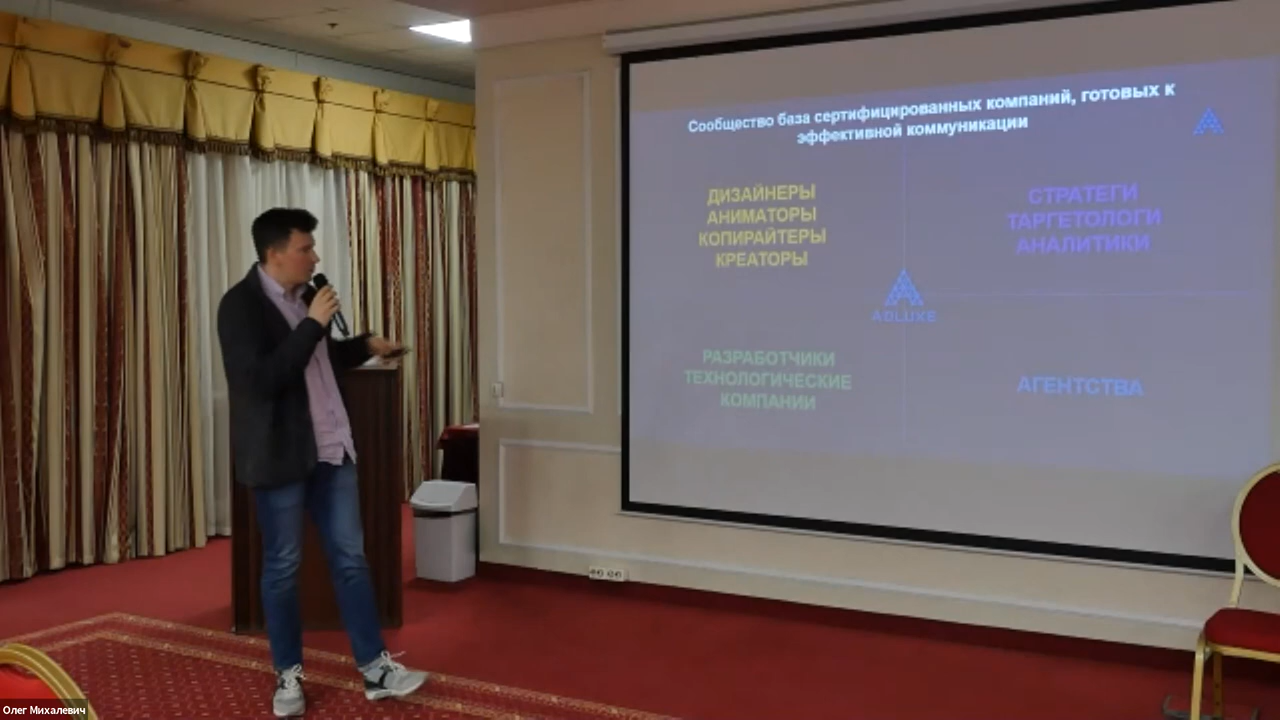 Сообщество база сертифицированных компаний, готовых к
эффективной коммуникации
ДИЗАЙНЕРЫ
АНИМАТОРЫ
КОПИРАЙТЕРЫ
КРЕАТОРЫ
СТРАТЕГИ
ТАРГЕТОЛОГИ
АНАЛИТИКИ
ADLUXE
РАЗРАБОТЧИКИ
ТЕХНОЛОГИЧЕСКИЕ
КОМПАНИИ
АГЕНТСТВА
Олег Михалевич